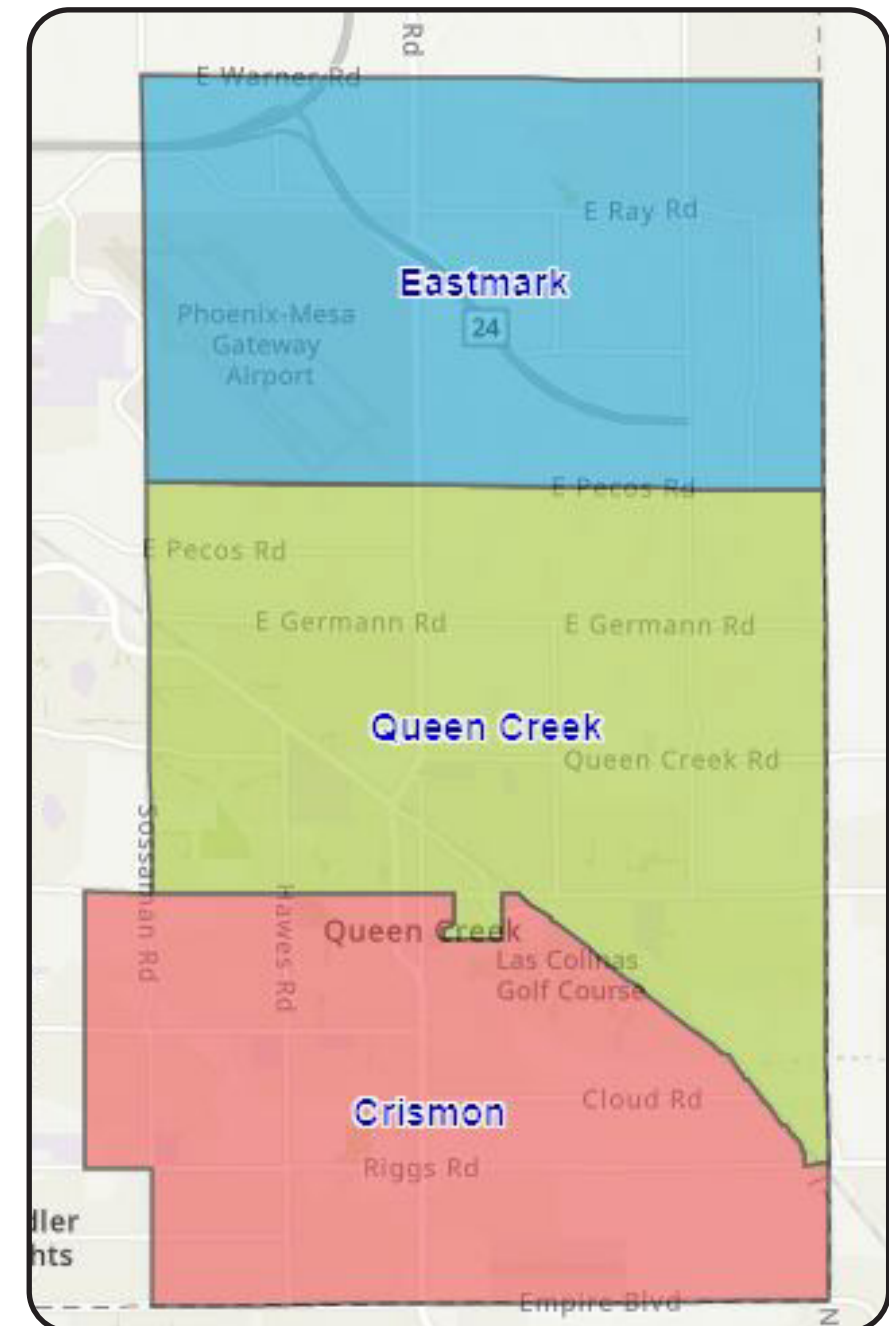 Rd
E Warner Rd
E Ray Rd
Eastmark
Phoenix-Mesa
Gateway
Airport
24
E Pecos Rd
E Pecos Rd
E Germann Rd
E Germann Rd
Queen Creek
Queen Creek Rd
Sossaman Rd
Hawes Rd
Queen Creek
Las Colinas
Golf Course
Cloud Rd
Crismon
Riggs Rd
dler
hts
Empire Blvd
N